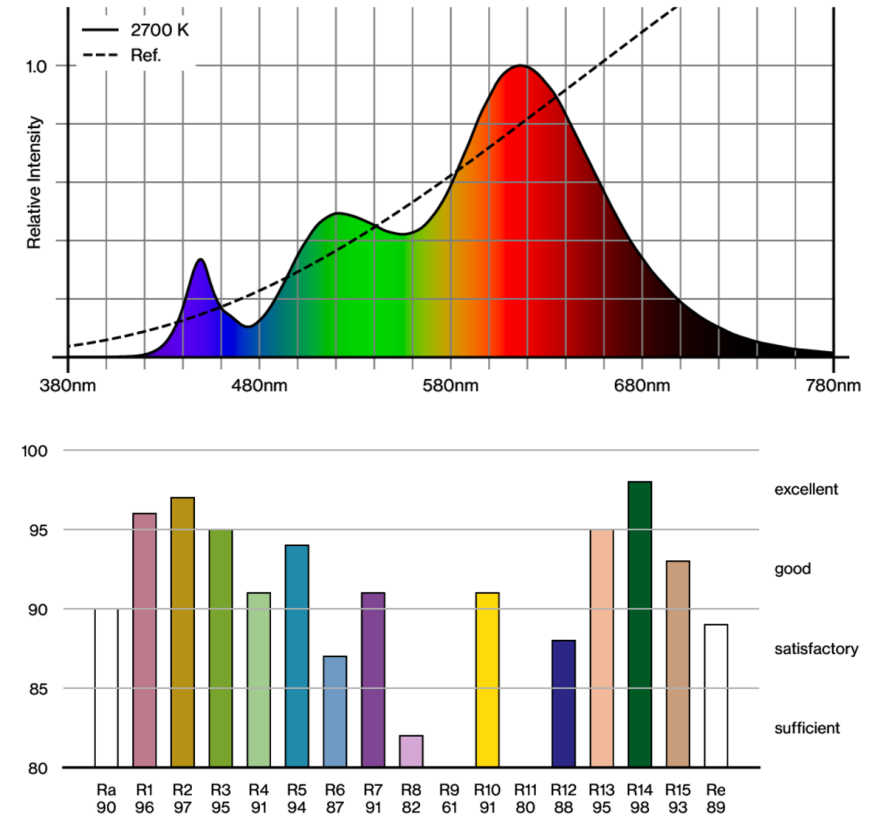 2700 K
Ref.
1.0
Relative Intensity
380nm 480nm 580nm 680nm 780nm
100
excellent
95
good
90
satisfactory
85
sufficient
80
Ra R1 R2 R3 R4 R5 R6 R7 R8 R9 R10 R11 R12 R13 R14 R15 Re
90 96 97 95 91 94 87 91 82 61 91 80 88 95 98 93 89